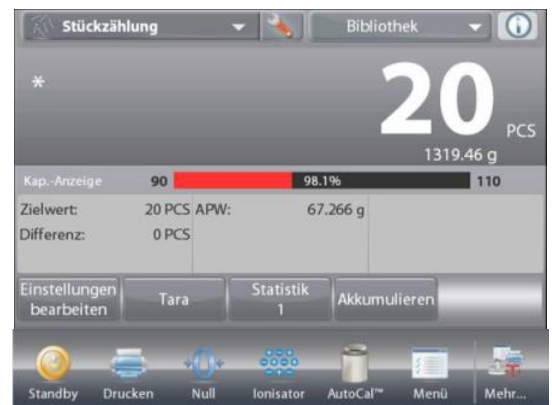 Stückzählung Bibliothek
*
20 PCS
1319.46 g
Kap.-Anzeige 90 98.1% 110
Zielwert: 20 PCS APW: 67.266 g
Differenz: 0 PCS
Einstellungen bearbeiten Tara Statistik 1 Akkumulieren
Standby Drucken Null Ionisator AutoCal™ Menü Mehr...